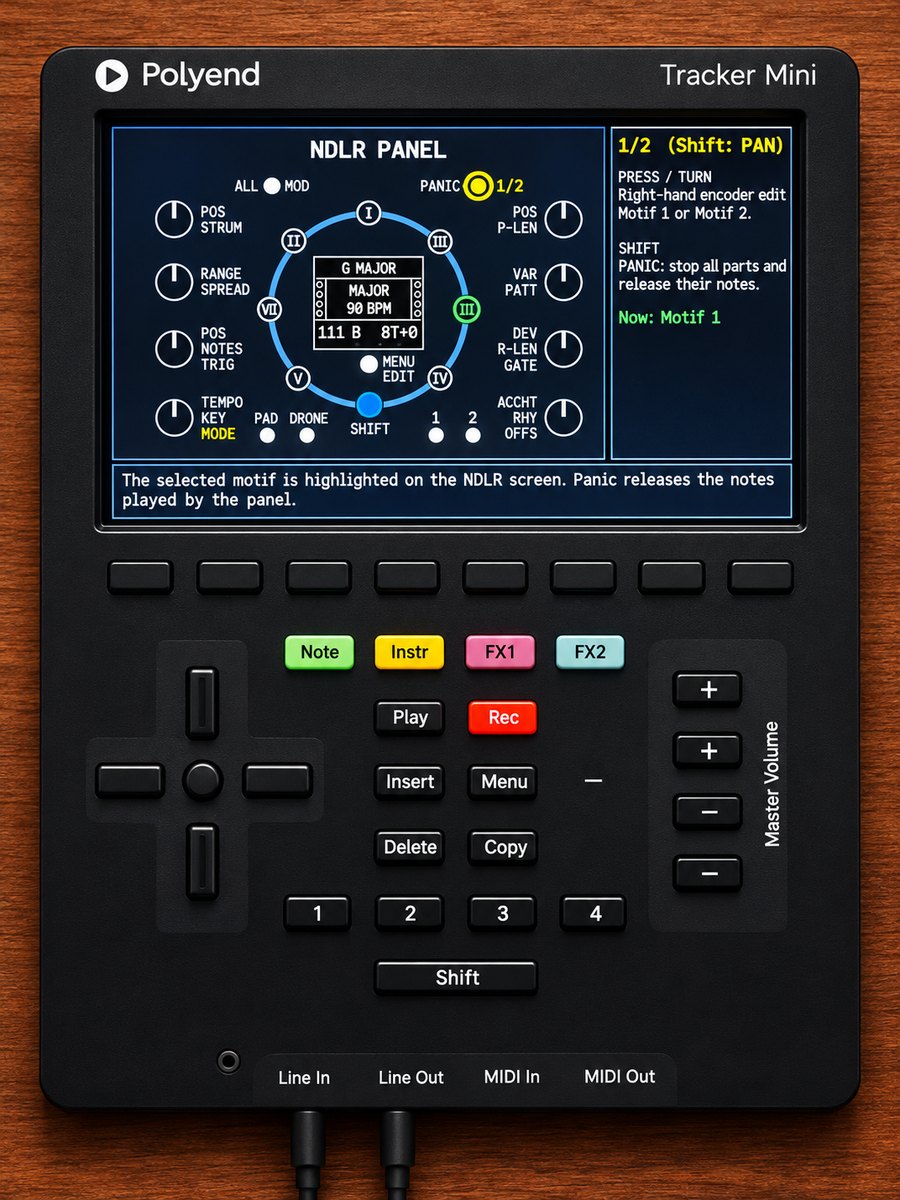 Polyend
Tracker Mini
NDLR PANEL
ALL MOD
PANIC 1/2
POS
STRUM
RANGE
SPREAD
POS
NOTES
TRIG
TEMPO
KEY
MODE
PAD DRONE
I
II
III
VII
III
V
IV
G MAJOR
MAJOR
90 BPM
111 B 8T+0
MENU
EDIT
SHIFT
1 2
POS
P-LEN
VAR
PATT
DEV
R-LEN
GATE
ACCHT
RHY
OFFS
1/2 (Shift: PAN)
PRESS / TURN
Right-hand encoder edit
Motif 1 or Motif 2.
SHIFT
PANIC: stop all parts and
release their notes.
Now: Motif 1
The selected motif is highlighted on the NDLR screen. Panic releases the notes
played by the panel.
Note Instr FX1 FX2
Play Rec
Insert Menu –
Delete Copy
1 2 3 4
Shift
+
+
–
–
Master Volume
Line In Line Out MIDI In MIDI Out